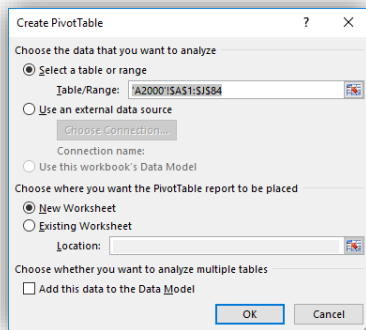 Create PivotTable ? ×
Choose the data that you want to analyze
Select a table or range
Table/Range: 'A2000'!$A$1:$J$84
Use an external data source
Choose Connection...
Connection name:
Use this workbook's Data Model
Choose where you want the PivotTable report to be placed
New Worksheet
Existing Worksheet
Location:
Choose whether you want to analyze multiple tables
Add this data to the Data Model
OK Cancel